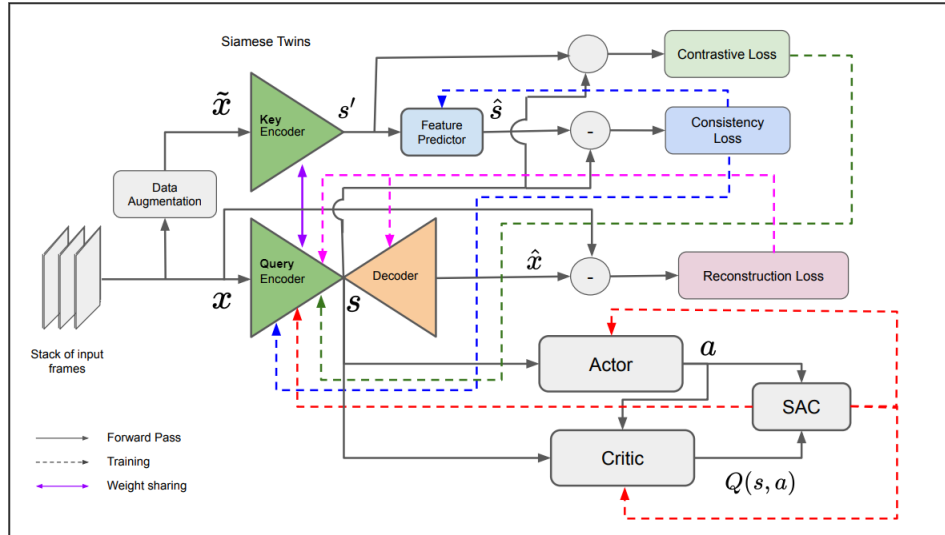 Siamese Twins
x̃
Key
Encoder
s′
Feature
Predictor
ŝ
-
Contrastive Loss
Consistency
Loss
Data
Augmentation
Query
Encoder
Decoder
x
s
x̂
-
Reconstruction Loss
Stack of input
frames
Actor
a
SAC
Critic
Q(s, a)
Forward Pass
Training
Weight sharing